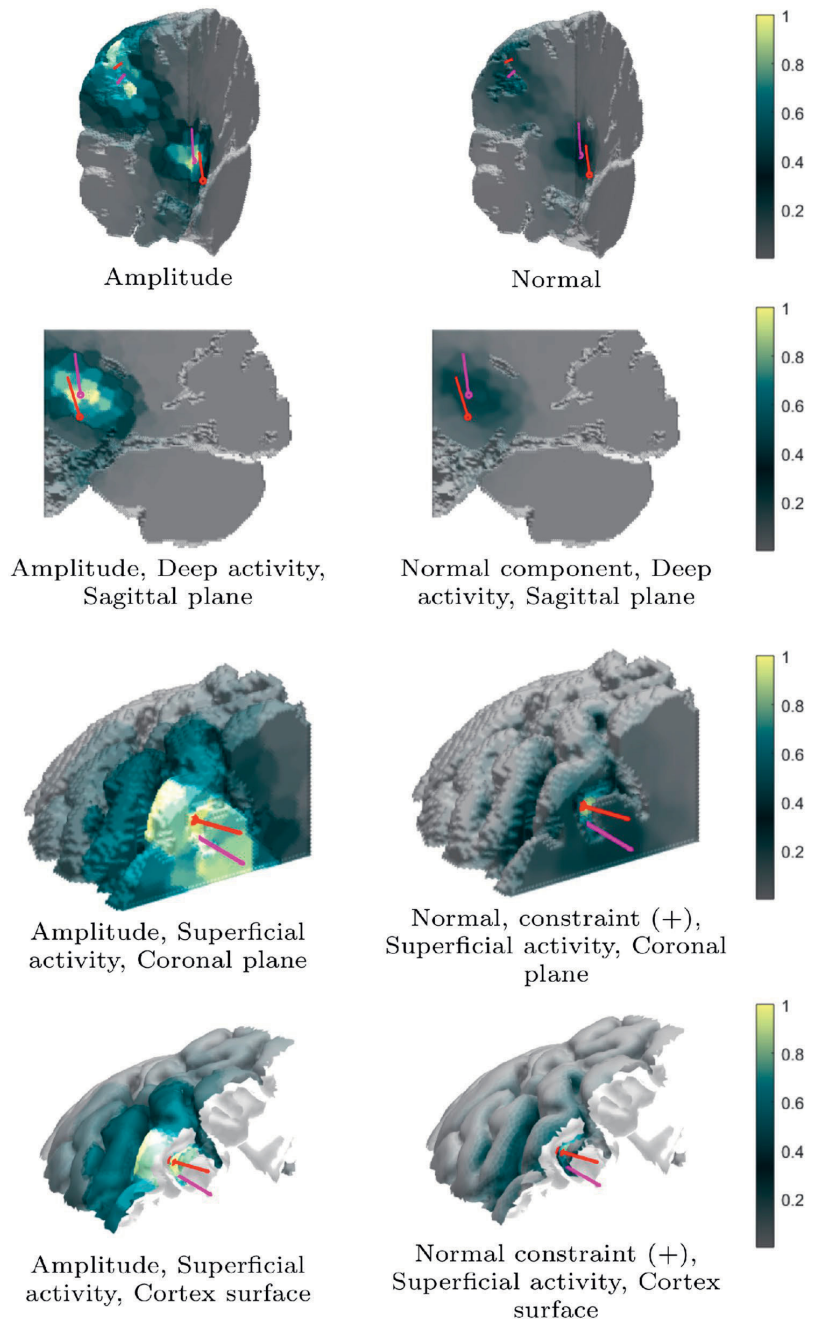 1
0.8
0.6
0.4
0.2
Amplitude
Normal
1
0.8
0.6
0.4
0.2
Amplitude, Deep activity,
Sagittal plane
Normal component, Deep
activity, Sagittal plane
1
0.8
0.6
0.4
0.2
Amplitude, Superficial
activity, Coronal plane
Normal, constraint (+),
Superficial activity, Coronal
plane
1
0.8
0.6
0.4
0.2
Amplitude, Superficial
activity, Cortex surface
Normal constraint (+),
Superficial activity, Cortex
surface